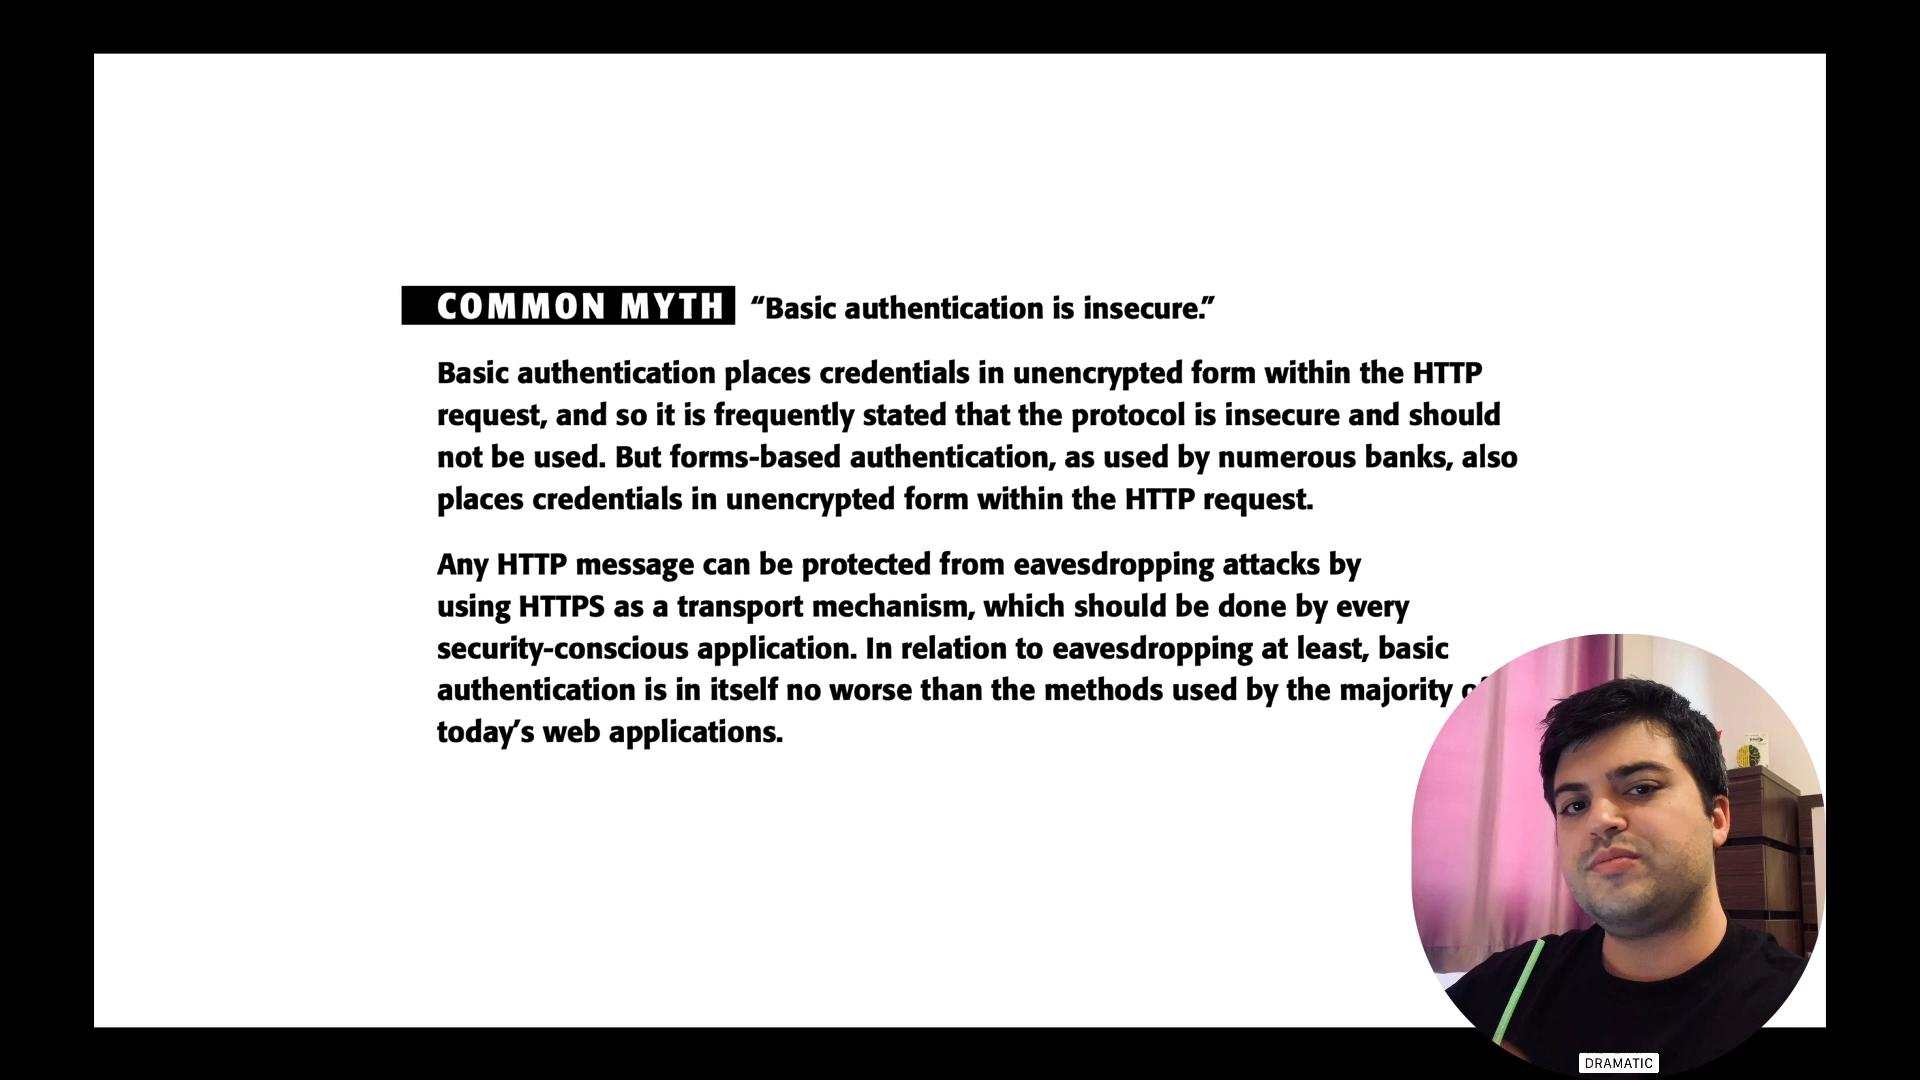 COMMON MYTH “Basic authentication is insecure.”
Basic authentication places credentials in unencrypted form within the HTTP
request, and so it is frequently stated that the protocol is insecure and should
not be used. But forms-based authentication, as used by numerous banks, also
places credentials in unencrypted form within the HTTP request.
Any HTTP message can be protected from eavesdropping attacks by
using HTTPS as a transport mechanism, which should be done by every
security-conscious application. In relation to eavesdropping at least, basic
authentication is in itself no worse than the methods used by the majority of
today’s web applications.
DRAMATIC